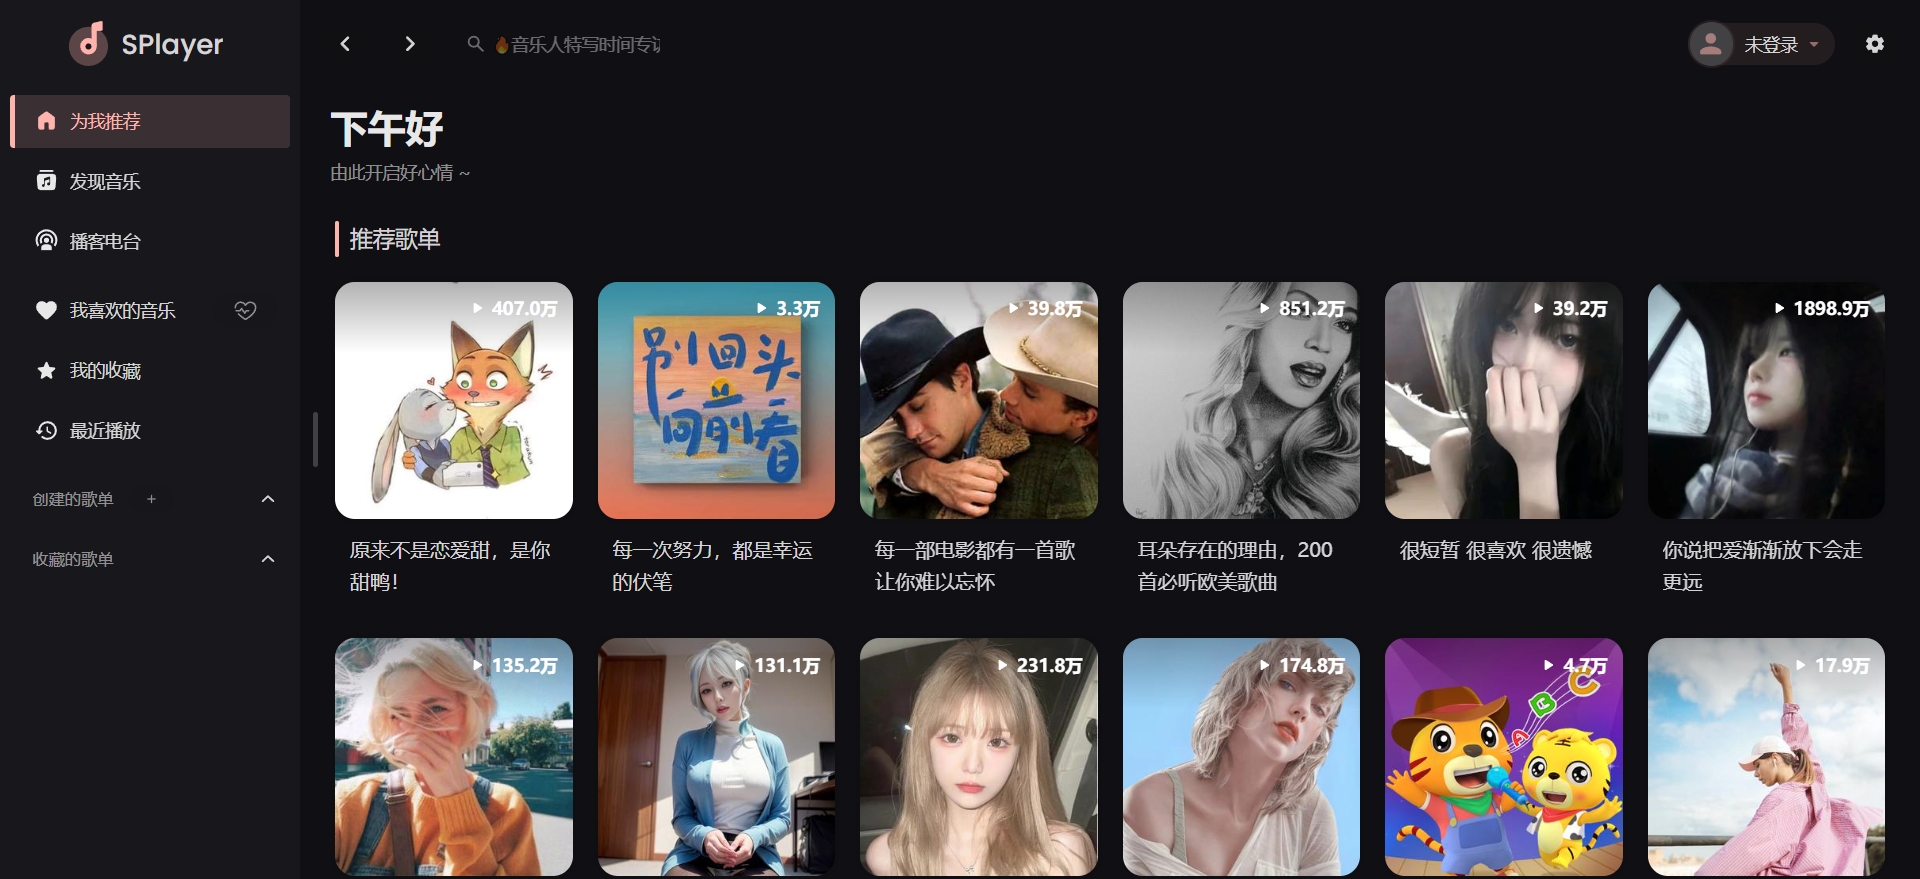 SPlayer
🔥音乐人特写时间专
未登录
为我推荐
发现音乐
播客电台
我喜欢的音乐
我的收藏
最近播放
创建的歌单 +
收藏的歌单
下午好
由此开启好心情 ~
推荐歌单
407.0万
3.3万
39.8万
851.2万
39.2万
1898.9万
别回头
向前看
原来不是恋爱甜，是你
甜鸭！
每一次努力，都是幸运
的伏笔
每一部电影都有一首歌
让你难以忘怀
耳朵存在的理由，200
首必听欧美歌曲
很短暂 很喜欢 很遗憾
你说把爱渐渐放下会走
更远
135.2万
131.1万
231.8万
174.8万
4.7万
17.9万
A B C